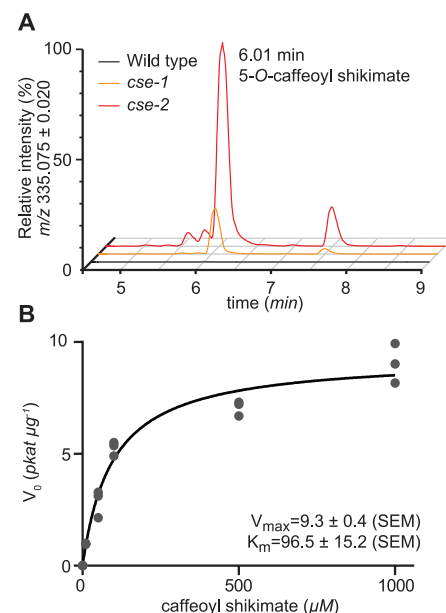 A
Wild type
cse-1
cse-2
6.01 min
5-O-caffeoyl shikimate
Relative intensity (%)
m/z 335.075 ± 0.020
100
50
0
5 6 7 8 9
time (min)
B
V0 (pkat µg-1)
10
5
0
Vmax=9.3 ± 0.4 (SEM)
Km=96.5 ± 15.2 (SEM)
0 500 1000
caffeoyl shikimate (µM)